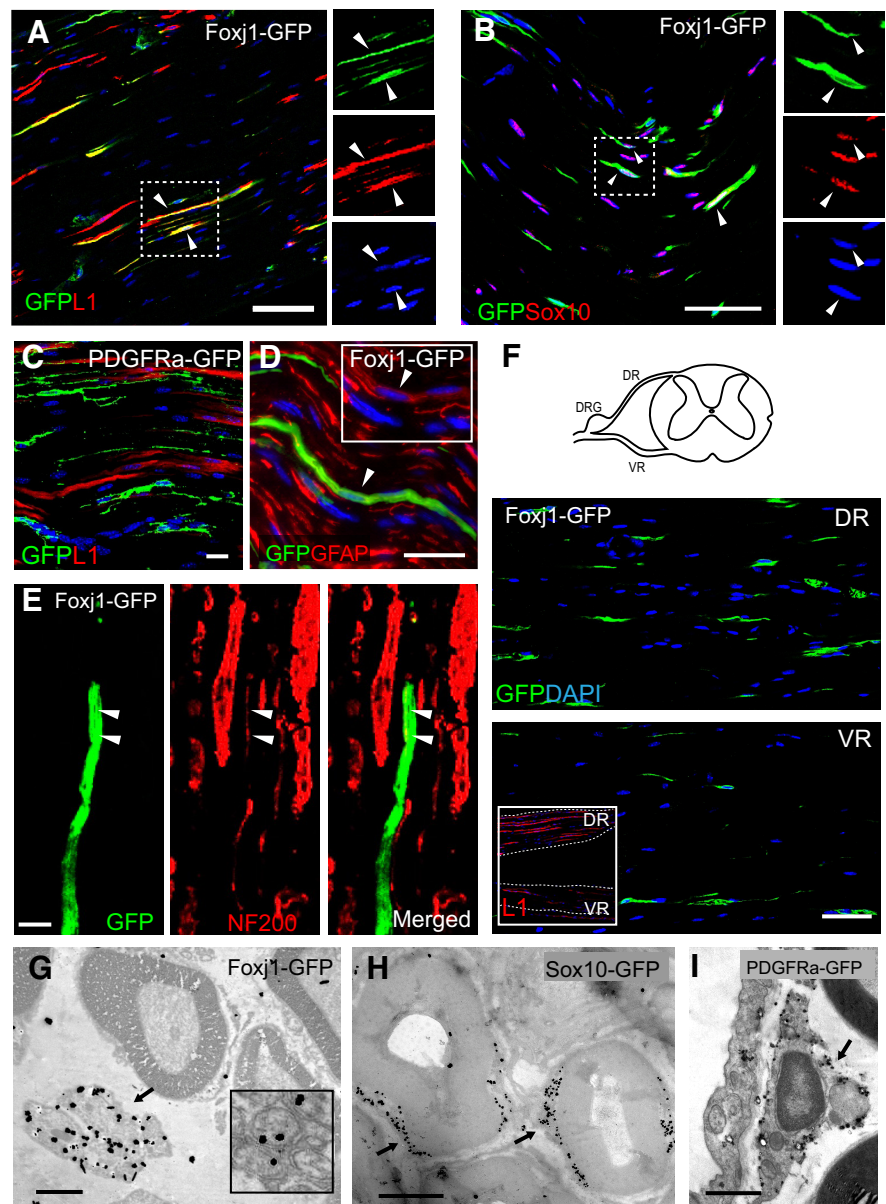 A
Foxj1-GFP
GFPL1
B
Foxj1-GFP
GFPSox10
C
PDGFRa-GFP
GFPL1
D
Foxj1-GFP
GFPGFAP
E
Foxj1-GFP
GFP
NF200
Merged
F
DR
DRG
VR
Foxj1-GFP
DR
GFPDAPI
VR
DR
L1
VR
G
Foxj1-GFP
H
Sox10-GFP
I
PDGFRa-GFP